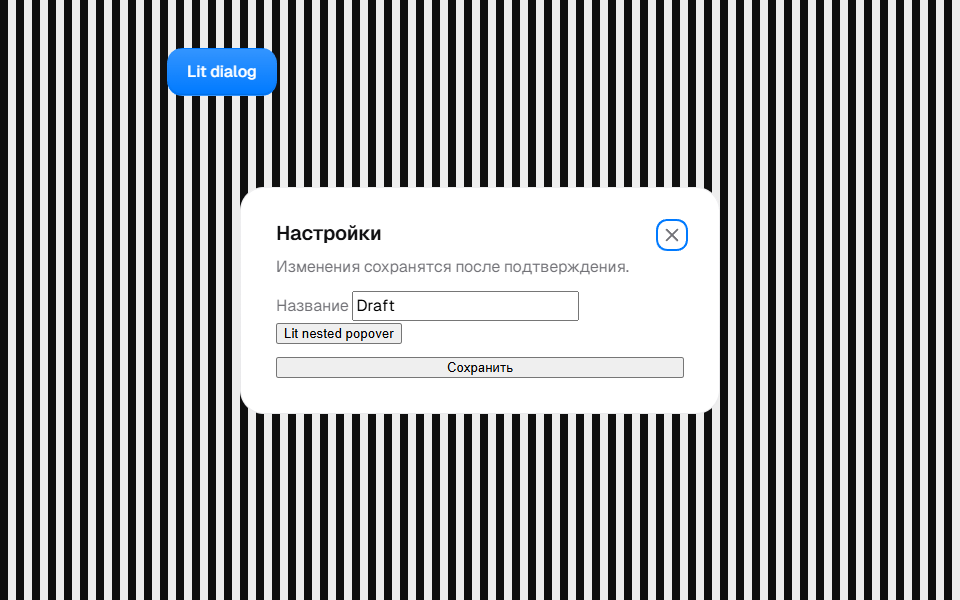 Lit dialog
Настройки
Изменения сохранятся после подтверждения.
Название Draft
Lit nested popover
Сохранить